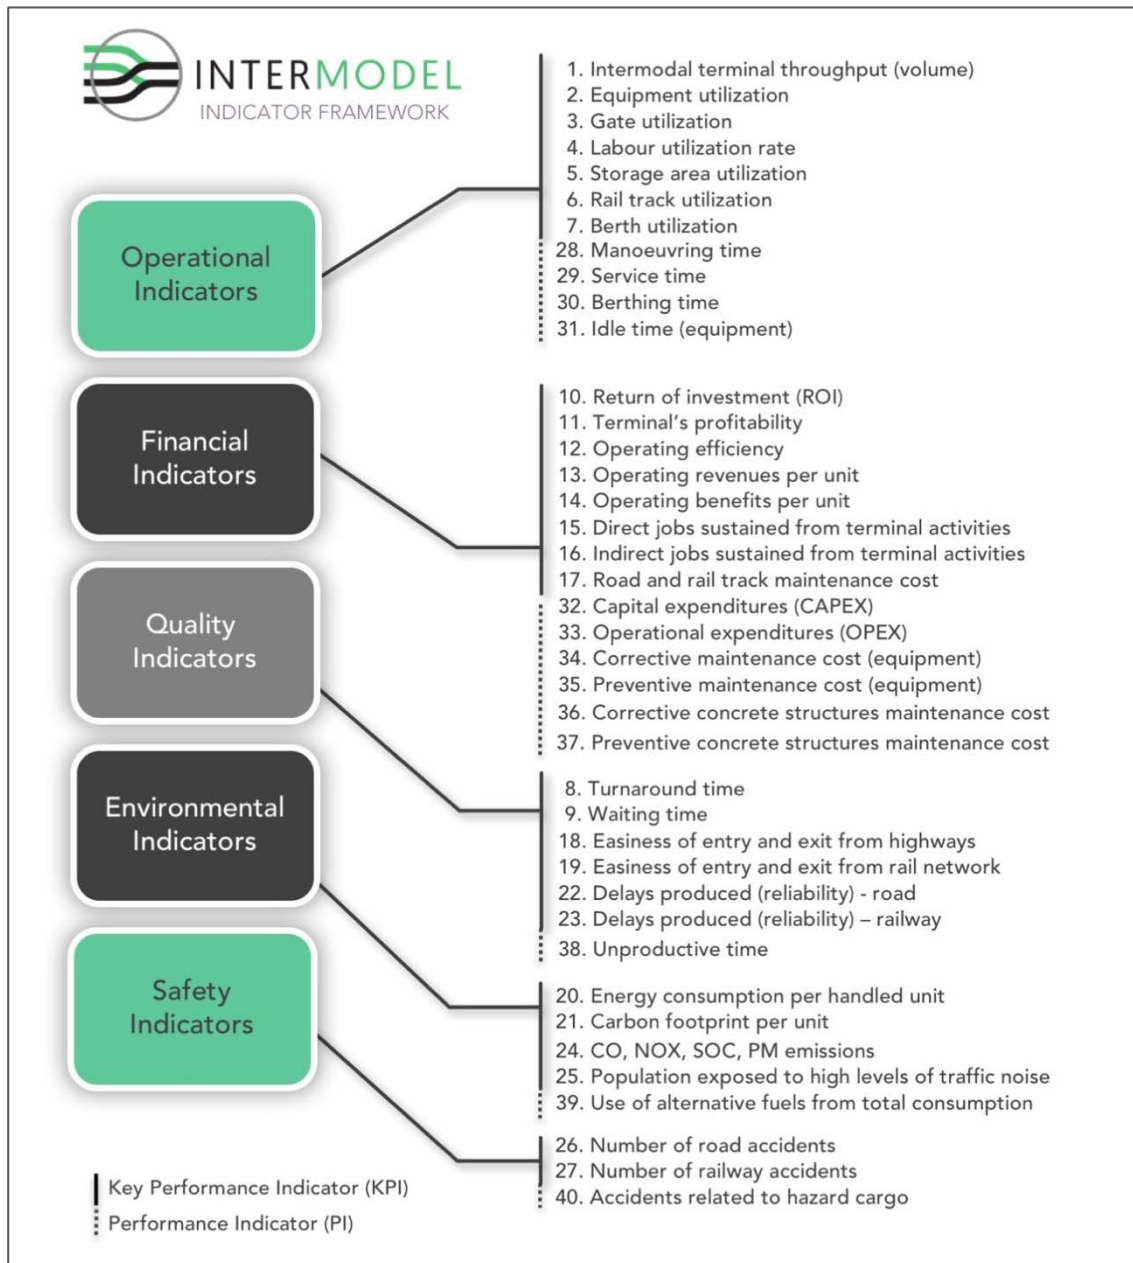 INTERMODEL
INDICATOR FRAMEWORK
Operational
Indicators
1. Intermodal terminal throughput (volume)
2. Equipment utilization
3. Gate utilization
4. Labour utilization rate
5. Storage area utilization
6. Rail track utilization
7. Berth utilization
28. Manoeuvring time
29. Service time
30. Berthing time
31. Idle time (equipment)
Financial
Indicators
10. Return of investment (ROI)
11. Terminal’s profitability
12. Operating efficiency
13. Operating revenues per unit
14. Operating benefits per unit
15. Direct jobs sustained from terminal activities
16. Indirect jobs sustained from terminal activities
17. Road and rail track maintenance cost
32. Capital expenditures (CAPEX)
33. Operational expenditures (OPEX)
34. Corrective maintenance cost (equipment)
35. Preventive maintenance cost (equipment)
36. Corrective concrete structures maintenance cost
37. Preventive concrete structures maintenance cost
Quality
Indicators
8. Turnaround time
9. Waiting time
18. Easiness of entry and exit from highways
19. Easiness of entry and exit from rail network
22. Delays produced (reliability) - road
23. Delays produced (reliability) – railway
38. Unproductive time
Environmental
Indicators
20. Energy consumption per handled unit
21. Carbon footprint per unit
24. CO, NOX, SOC, PM emissions
25. Population exposed to high levels of traffic noise
39. Use of alternative fuels from total consumption
Safety
Indicators
26. Number of road accidents
27. Number of railway accidents
40. Accidents related to hazard cargo
Key Performance Indicator (KPI)
Performance Indicator (PI)